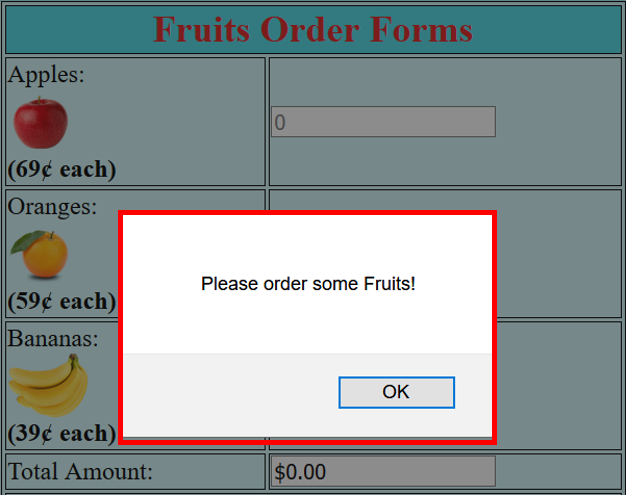 Fruits Order Forms
Apples:
0
(69¢ each)
Oranges:
(59¢ each)
Please order some Fruits!
OK
Bananas:
(39¢ each)
Total Amount:
$0.00